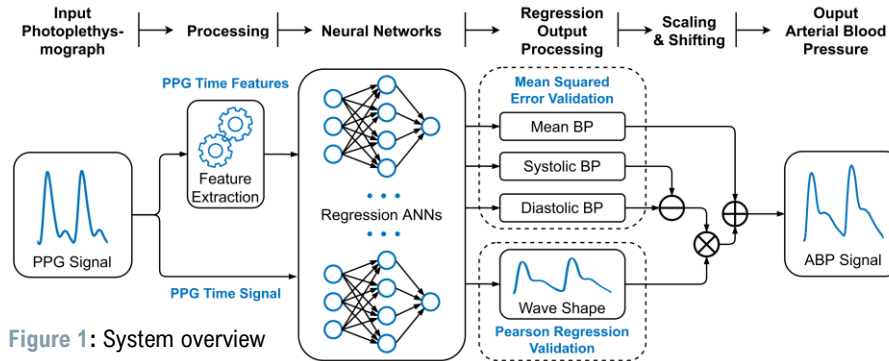 Input
Photoplethys-
mograph
Processing
Neural Networks
Regression
Output
Processing
Scaling
& Shifting
Ouput
Arterial Blood
Pressure
PPG Time Features
Feature
Extraction
PPG Signal
PPG Time Signal
Regression ANNs
Mean Squared
Error Validation
Mean BP
Systolic BP
Diastolic BP
Wave Shape
Pearson Regression
Validation
ABP Signal
Figure 1: System overview